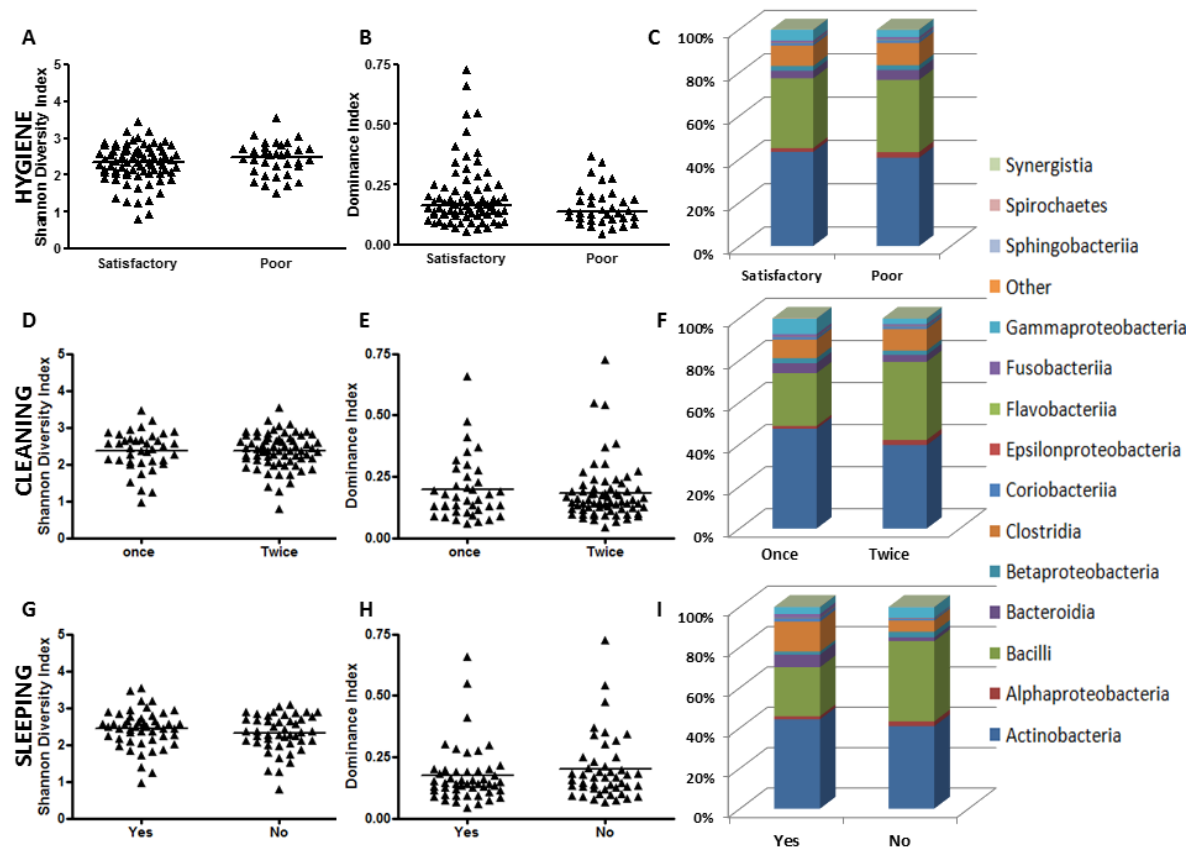 A
B
C
HYGIENE
Shannon Diversity Index
5
4
3
2
1
0
Satisfactory Poor
Dominance Index
0.75
0.50
0.25
0.00
Satisfactory Poor
100%
80%
60%
40%
20%
0%
Satisfactory Poor
D
E
F
CLEANING
Shannon Diversity Index
5
4
3
2
1
0
once Twice
Dominance Index
0.75
0.50
0.25
0.00
once Twice
100%
80%
60%
40%
20%
0%
Once Twice
G
H
I
SLEEPING
Shannon Diversity Index
5
4
3
2
1
0
Yes No
Dominance Index
0.75
0.50
0.25
0.00
Yes No
100%
80%
60%
40%
20%
0%
Yes No
Synergistia
Spirochaetes
Sphingobacteriia
Other
Gammaproteobacteria
Fusobacteriia
Flavobacteriia
Epsilonproteobacteria
Coriobacteriia
Clostridia
Betaproteobacteria
Bacteroidia
Bacilli
Alphaproteobacteria
Actinobacteria